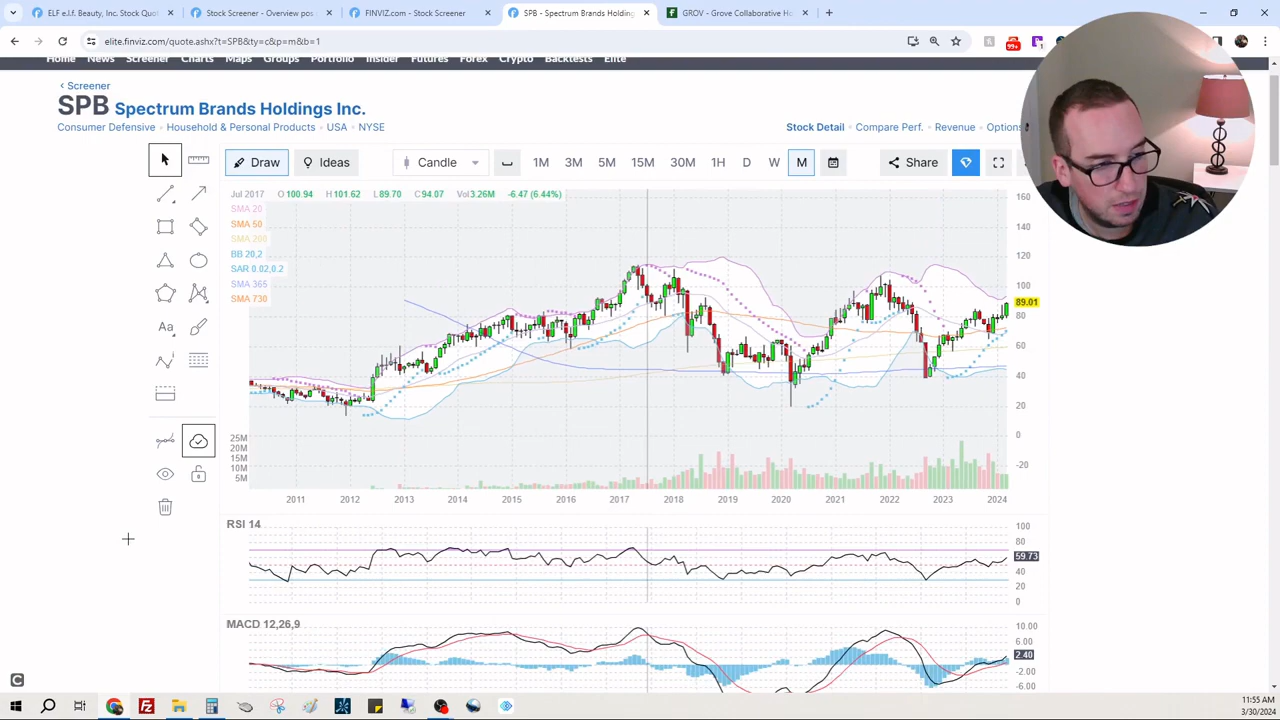 ELF e.l.f. Beauty, Inc. Stock Quot
Stock Screener - Overview pos
FINVIZ.com - Stock Screener
SPB - Spectrum Brands Holding
GROV - Grove Collaborative Ho
elite.finviz.com/quote.ashx?t=SPB&ty=c&p=m&b=1
99+
1
Home News Screener Charts Maps Groups Portfolio Insider Futures Forex Crypto Backtests Elite
Screener
SPB Spectrum Brands Holdings Inc.
Consumer Defensive · Household & Personal Products · USA · NYSE
Stock Detail · Compare Perf. · Revenue · Options
Draw Ideas Candle 1M 3M 5M 15M 30M 1H D W M Share
Jul 2017 O 100.94 H 101.62 L 89.70 C 94.07 Vol 3.26M -6.47 (6.44%)
SMA 20
SMA 50
SMA 200
BB 20,2
SAR 0.02,0.2
SMA 365
SMA 730
160
140
120
100
89.01
80
60
40
20
0
-20
25M
20M
15M
10M
5M
Aa
2011 2012 2013 2014 2015 2016 2017 2018 2019 2020 2021 2022 2023 2024
RSI 14
100
80
59.73
40
20
0
MACD 12,26,9
10.00
6.00
2.40
-2.00
-6.00
11:55 AM
3/30/2024